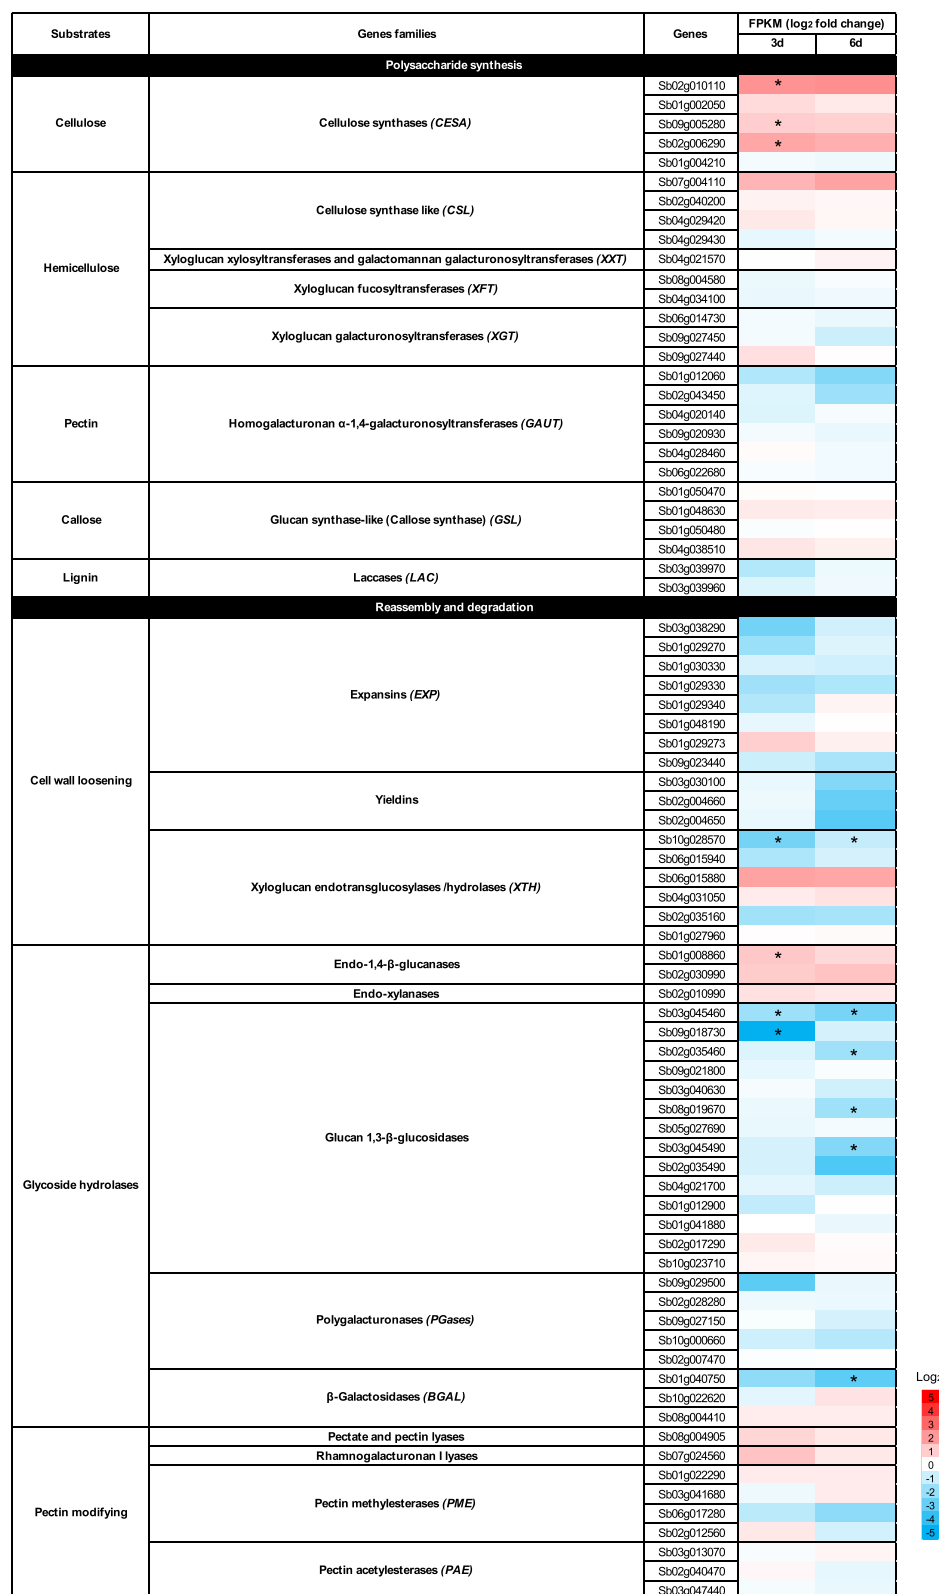 Substrates Genes families Genes FPKM (log2 fold change)
3d 6d
Polysaccharide synthesis
Cellulose Cellulose synthases (CESA) Sb02g010110 *
Sb01g002050
Sb09g005280 *
Sb02g006290 *
Sb01g004210
Hemicellulose Cellulose synthase like (CSL) Sb07g004110
Sb02g040200
Sb04g029420
Sb04g029430
Xyloglucan xylosyltransferases and galactomannan galacturonosyltransferases (XXT) Sb04g021570
Xyloglucan fucosyltransferases (XFT) Sb08g004580
Sb04g034100
Xyloglucan galacturonosyltransferases (XGT) Sb06g014730
Sb09g027450
Sb09g027440
Pectin Homogalacturonan α-1,4-galacturonosyltransferases (GAUT) Sb01g012060
Sb02g043450
Sb04g020140
Sb09g020930
Sb04g028460
Sb06g022680
Callose Glucan synthase-like (Callose synthase) (GSL) Sb01g050470
Sb01g048630
Sb01g050480
Sb04g038510
Lignin Laccases (LAC) Sb03g039970
Sb03g039960
Reassembly and degradation
Cell wall loosening Expansins (EXP) Sb03g038290
Sb01g029270
Sb01g030330
Sb01g029330
Sb01g029340
Sb01g048190
Sb01g029273
Sb09g023440
Yieldins Sb03g030100
Sb02g004660
Sb02g004650
Xyloglucan endotransglucosylases /hydrolases (XTH) Sb10g028570 * *
Sb06g015940
Sb06g015880
Sb04g031050
Sb02g035160
Sb01g027960
Glycoside hydrolases Endo-1,4-β-glucanases Sb01g008860 *
Sb02g030990
Endo-xylanases Sb02g010990
Glucan 1,3-β-glucosidases Sb03g045460 * *
Sb09g018730 *
Sb02g035460 *
Sb09g021800
Sb03g040630
Sb08g019670 *
Sb05g027690
Sb03g045490 *
Sb02g035490
Sb04g021700
Sb01g012900
Sb01g041880
Sb02g017290
Sb10g023710
Polygalacturonases (PGases) Sb09g029500
Sb02g028280
Sb09g027150
Sb10g000660
Sb02g007470
β-Galactosidases (BGAL) Sb01g040750 *
Sb10g022620
Sb08g004410
Pectin modifying Pectate and pectin lyases Sb08g004905
Rhamnogalacturonan I lyases Sb07g024560
Pectin methylesterases (PME) Sb01g022290
Sb03g041680
Sb06g017280
Sb02g012560
Pectin acetylesterases (PAE) Sb03g013070
Sb02g040470
Sb03g047440
Log2
5
4
3
2
1
0
-1
-2
-3
-4
-5